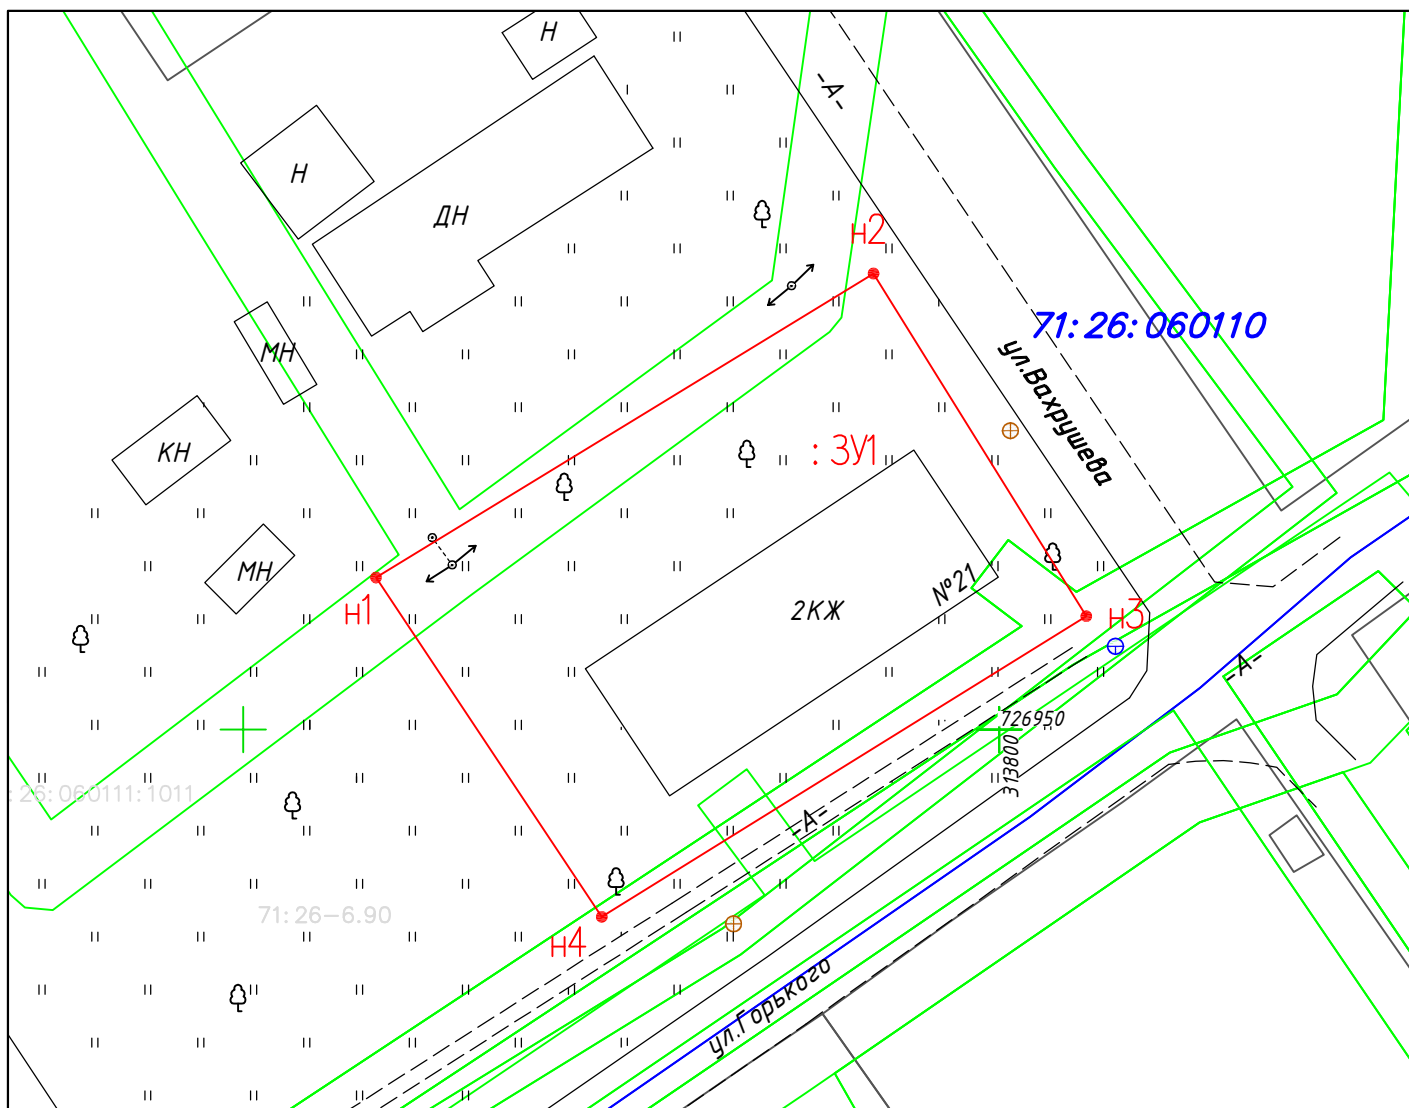 Н
-А-
Н
ДН
н2
71:26:060110
МН
ул.Вахрушева
КН
:ЗУ1
МН
№21
н1
2КЖ
н3
-А-
726950
313800
:26:060111:1011
-А-
71:26-6.90
н4
ул.Горького